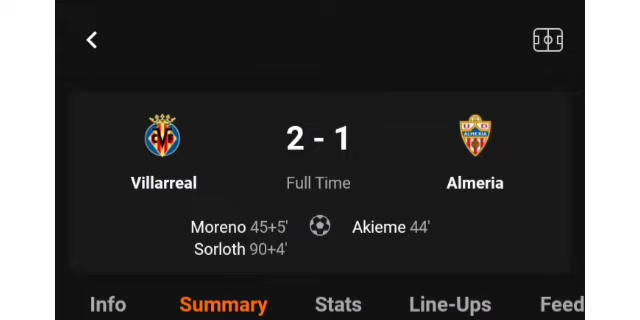 2 - 1
Villarreal
Full Time
Almeria
Moreno 45+5'
Akieme 44'
Sorloth 90+4'
Info
Summary
Stats
Line-Ups
Feed